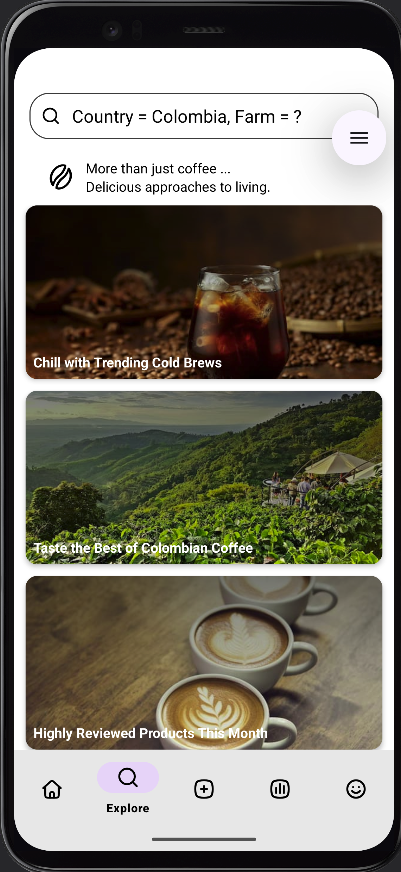 Country = Colombia, Farm = ?
More than just coffee ...
Delicious approaches to living.
Chill with Trending Cold Brews
Taste the Best of Colombian Coffee
Highly Reviewed Products This Month
Explore